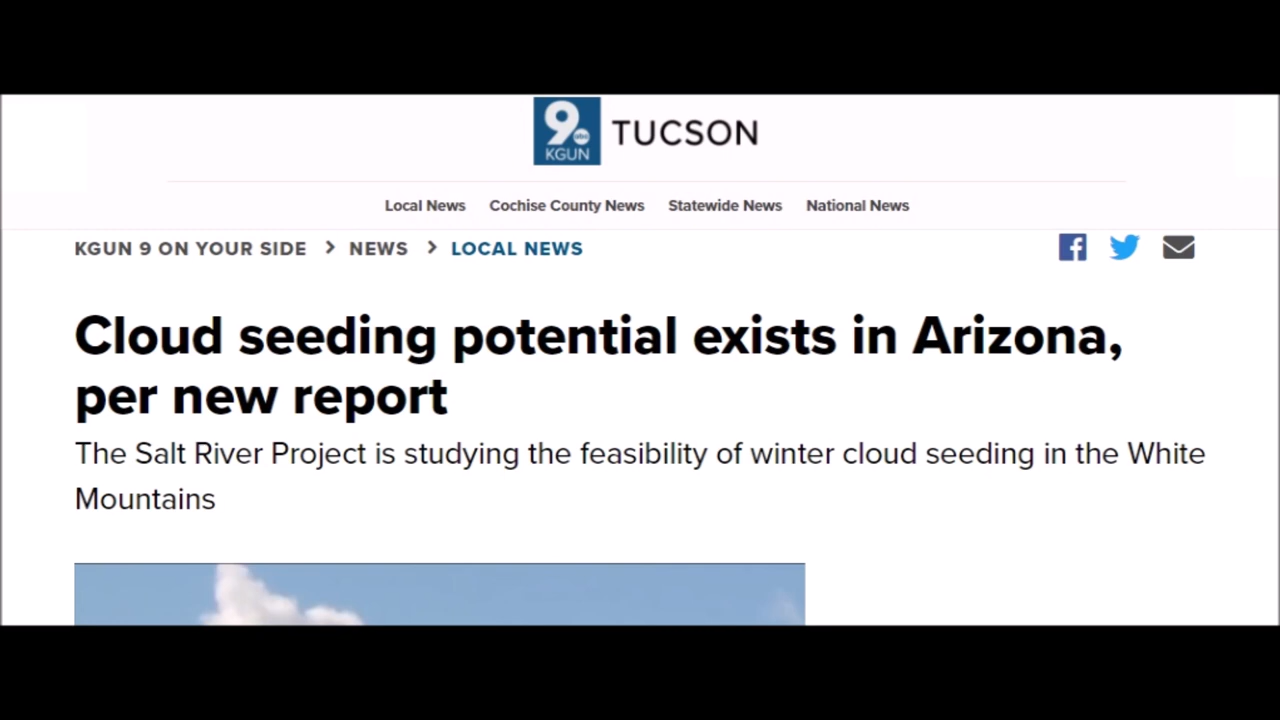 9
abc
KGUN
TUCSON
Local News Cochise County News Statewide News National News
KGUN 9 ON YOUR SIDE > NEWS > LOCAL NEWS
Cloud seeding potential exists in Arizona,
per new report
The Salt River Project is studying the feasibility of winter cloud seeding in the White
Mountains